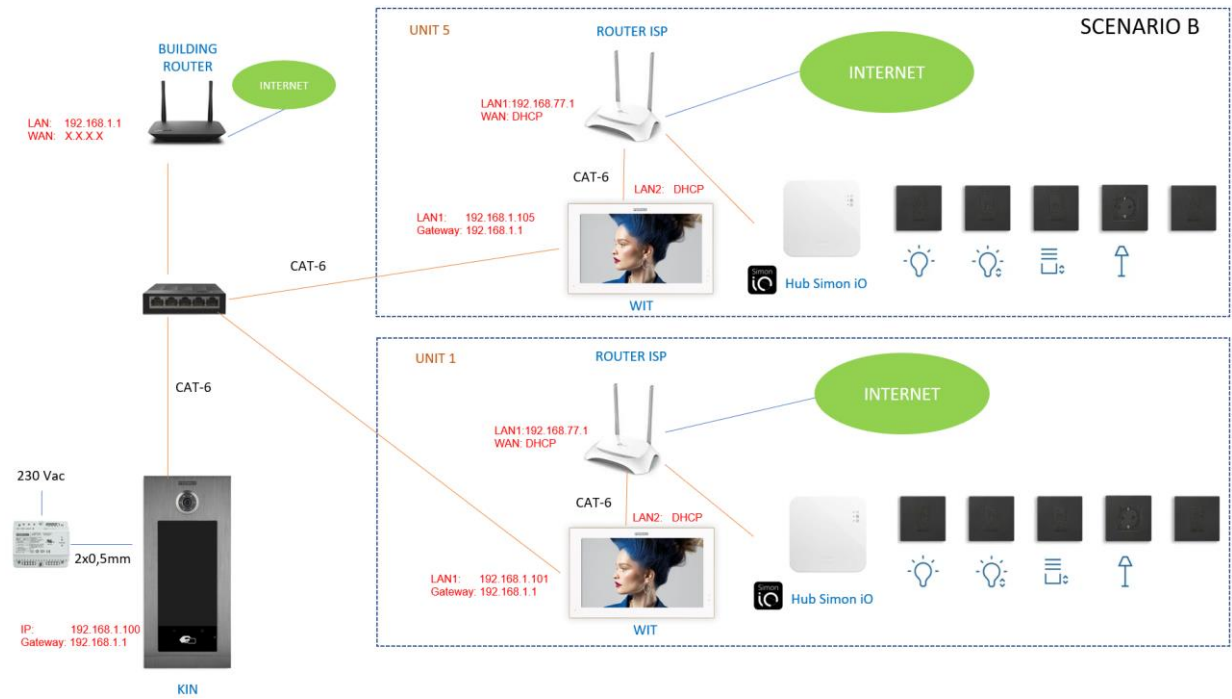 SCENARIO B
BUILDING
ROUTER
INTERNET
LAN: 192.168.1.1
WAN: X.X.X.X
CAT-6
CAT-6
230 Vac
2x0,5mm
IP: 192.168.1.100
Gateway: 192.168.1.1
KIN
UNIT 5
ROUTER ISP
INTERNET
LAN1:192.168.77.1
WAN: DHCP
CAT-6
LAN2: DHCP
LAN1: 192.168.1.105
Gateway: 192.168.1.1
WIT
Simon
iO
Hub Simon iO
UNIT 1
ROUTER ISP
INTERNET
LAN1:192.168.77.1
WAN: DHCP
CAT-6
LAN2: DHCP
LAN1: 192.168.1.101
Gateway: 192.168.1.1
WIT
Simon
iO
Hub Simon iO